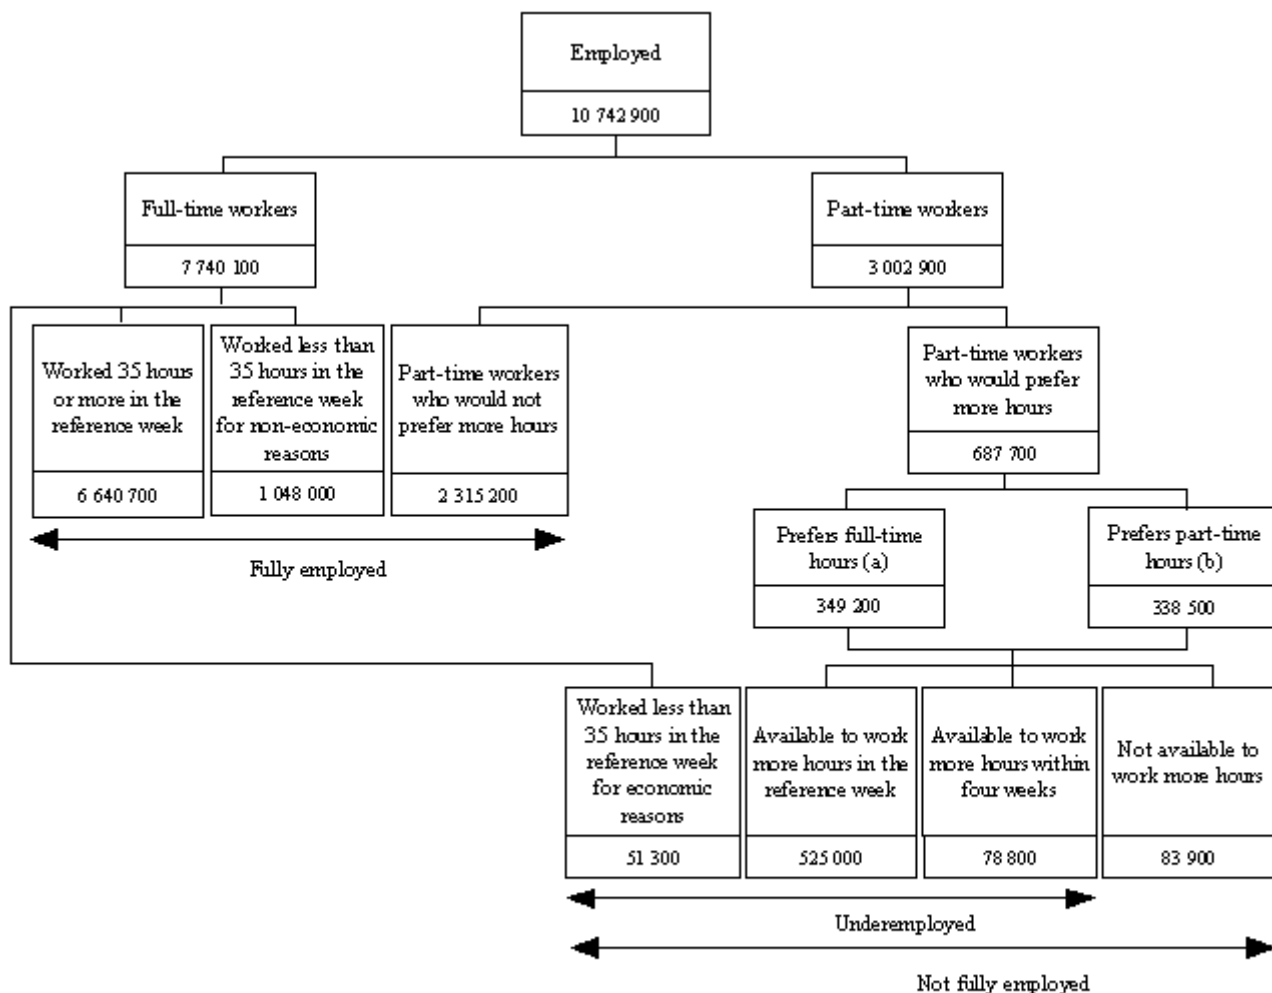 Employed
10 742 900
Full-time workers
7 740 100
Part-time workers
3 002 900
Worked 35 hours
or more in the
reference week
6 640 700
Worked less than
35 hours in the
reference week
for non-economic
reasons
1 048 000
Part-time workers
who would not
prefer more hours
2 315 200
Part-time workers
who would prefer
more hours
687 700
Fully employed
Prefers full-time
hours (a)
349 200
Prefers part-time
hours (b)
338 500
Worked less than
35 hours in the
reference week
for economic
reasons
51 300
Available to work
more hours in the
reference week
525 000
Available to work
more hours within
four weeks
78 800
Not available to
work more hours
83 900
Underemployed
Not fully employed